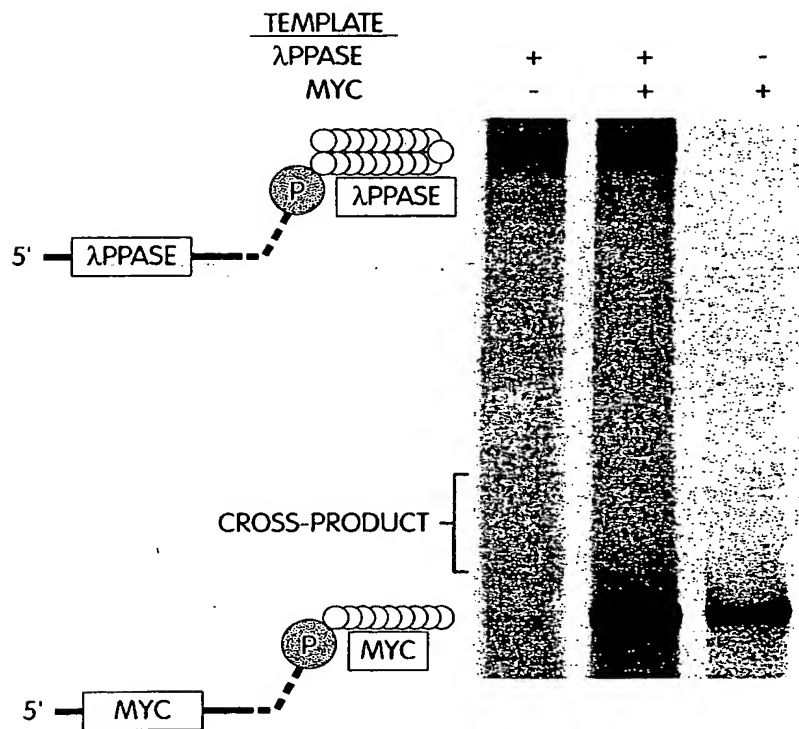 TEMPLATE
λPPASE + + -
MYC - + +
P
λPPASE
5' λPPASE
CROSS-PRODUCT
P
MYC
5' MYC